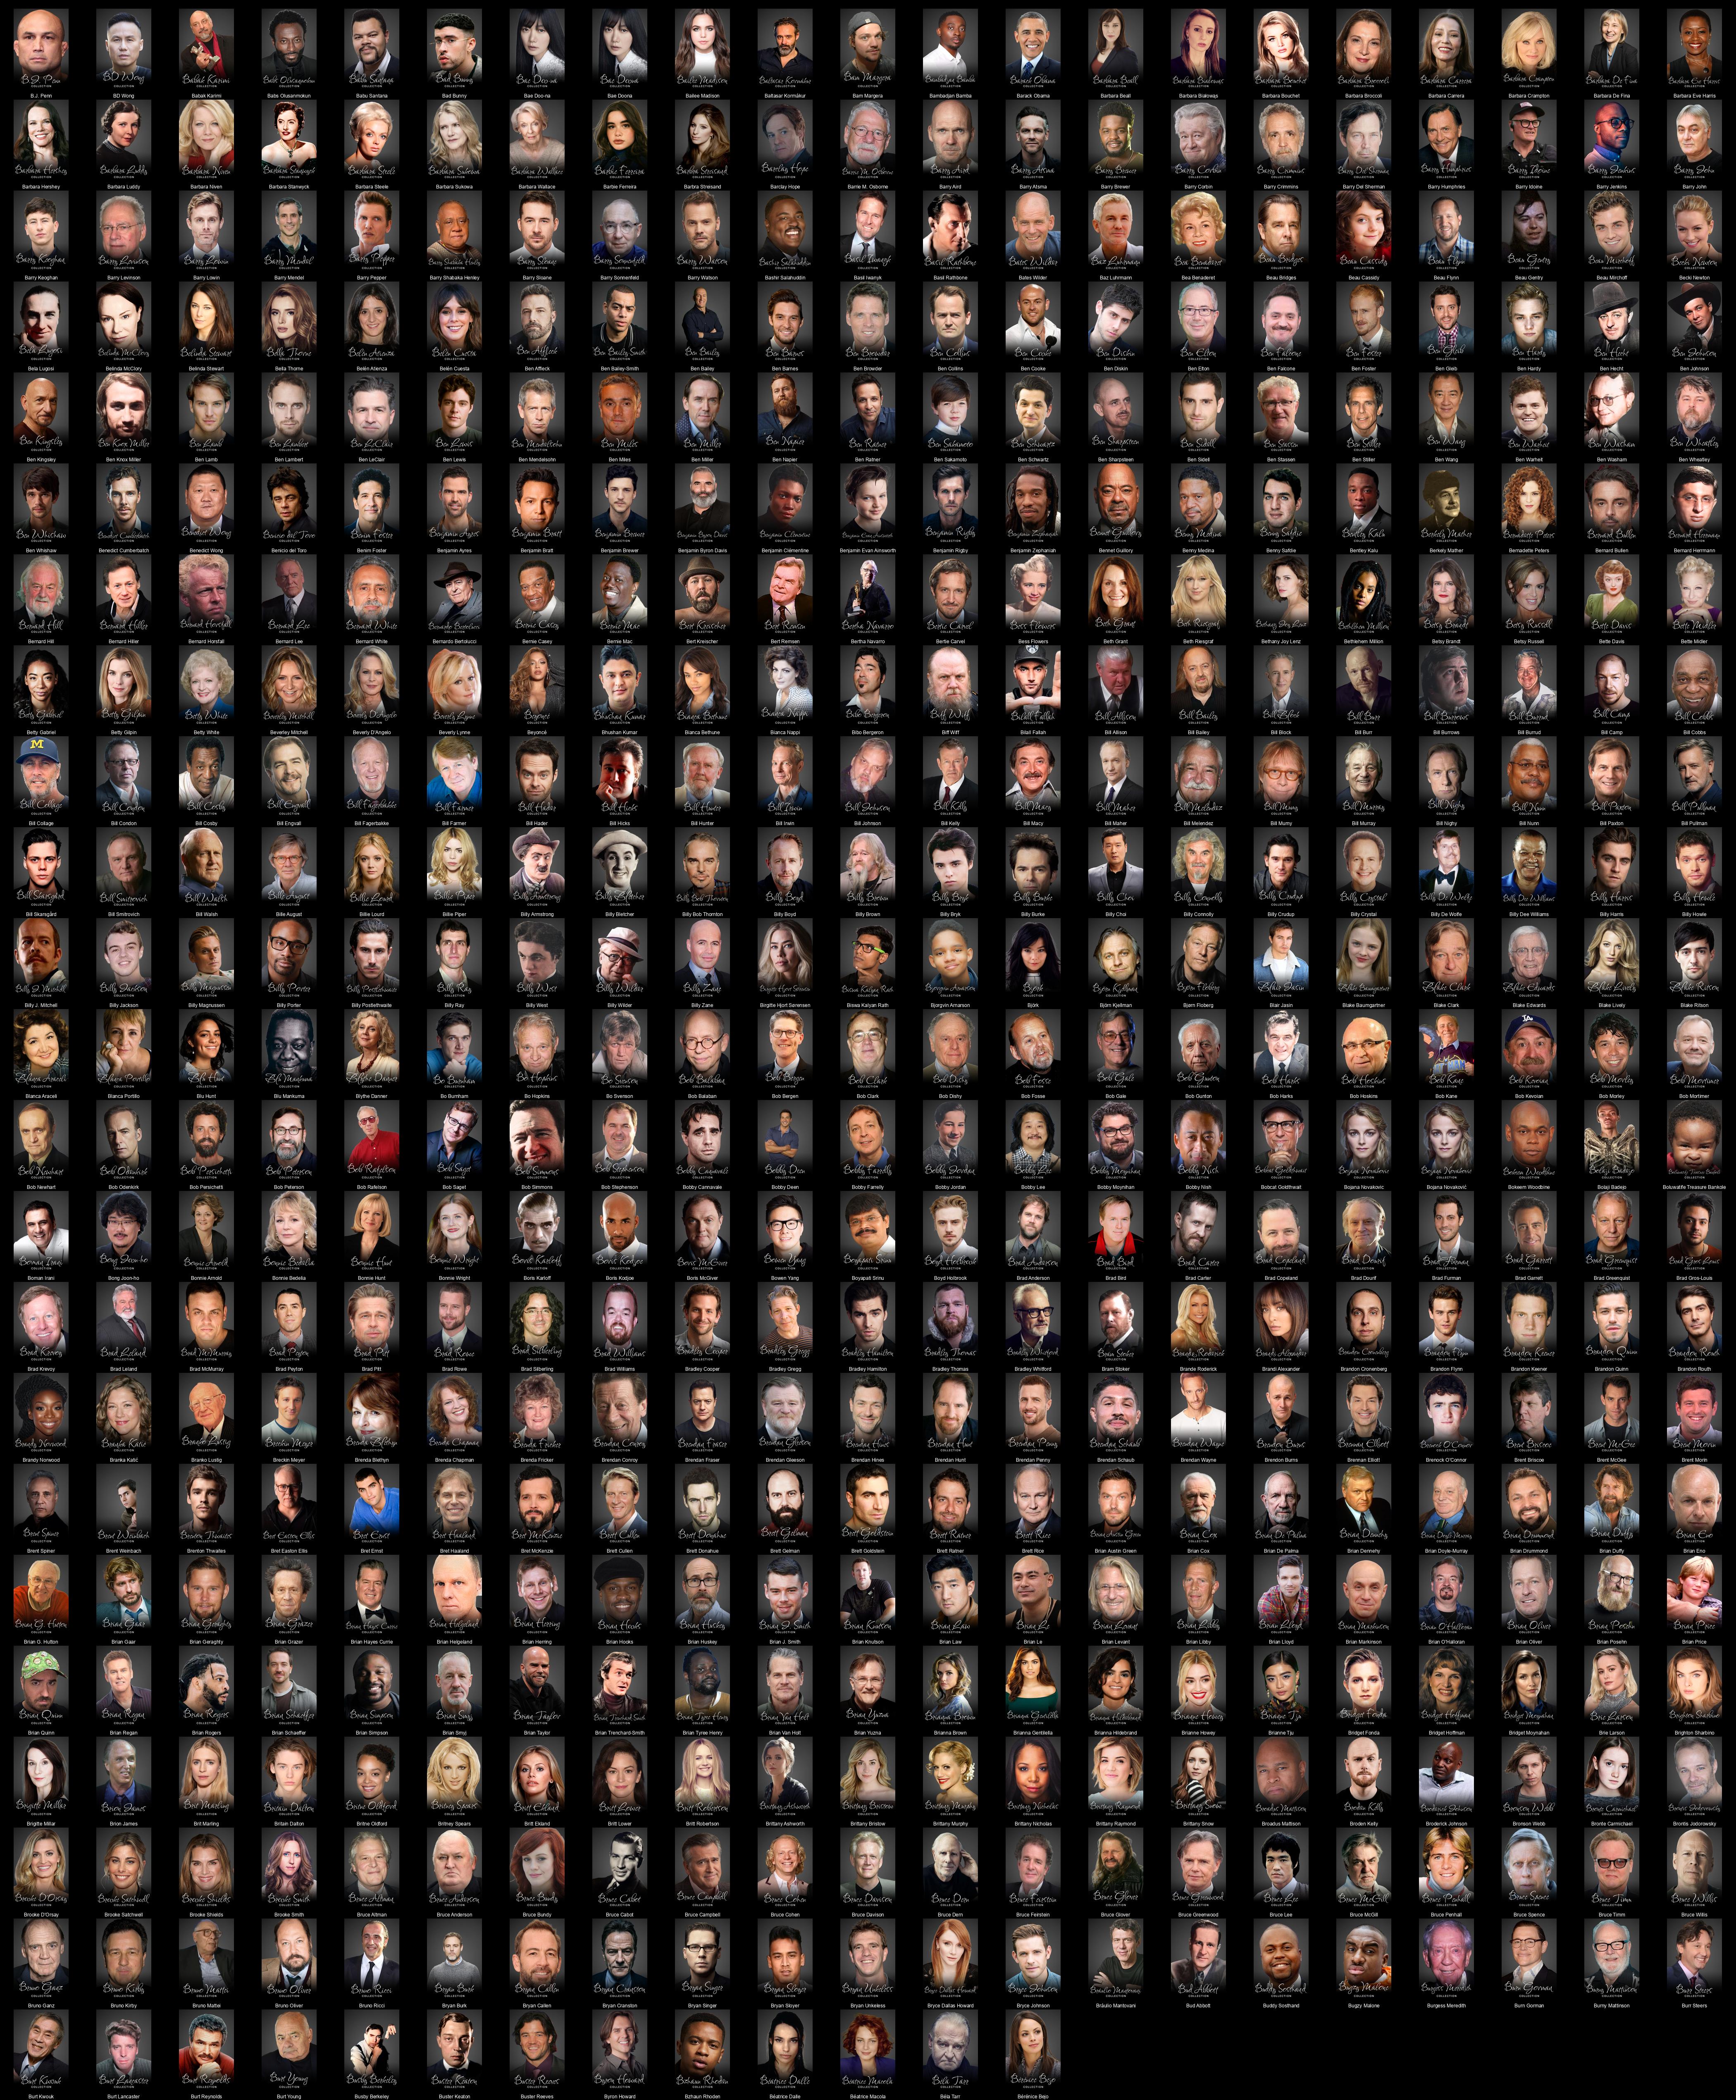 B.J. Penn BD Wong Babak Karimi Babs Olusanmokun Babu Santana Bad Bunny Bae Doo-na Bae Doona Bailee Madison Baltasar Kormákur Bam Margera Bambadjan Bamba Barack Obama Barbara Beall Barbara Bialowąs Barbara Bouchet Barbara Broccoli Barbara Carrera Barbara Crampton Barbara De Fina Barbara Eve Harris
Barbara Hershey Barbara Luddy Barbara Niven Barbara Stanwyck Barbara Steele Barbara Sukowa Barbara Wallace Barbie Ferreira Barbra Streisand Barclay Hope Barrie M. Osborne Barry Aird Barry Atsma Barry Brewer Barry Corbin Barry Crimmins Barry Del Sherman Barry Humphries Barry Idoine Barry Jenkins Barry John
Barry Keoghan Barry Levinson Barry Lowin Barry Mendel Barry Pepper Barry Shabaka Henley Barry Sloane Barry Sonnenfeld Barry Watson Bashir Salahuddin Basil Iwanyk Basil Rathbone Bates Wilder Baz Luhrmann Bea Benaderet Beau Bridges Beau Cassidy Beau Flynn Beau Gentry Beau Mirchoff Becki Newton
Bela Lugosi Belinda McClory Belinda Stewart Bella Thorne Belén Atienza Belén Cuesta Ben Affleck Ben Bailey-Smith Ben Bailey Ben Barnes Ben Browder Ben Collins Ben Cooke Ben Diskin Ben Elton Ben Falcone Ben Foster Ben Gleib Ben Hardy Ben Hecht Ben Johnson
Ben Kingsley Ben Knox Miller Ben Lamb Ben Lambert Ben LeClair Ben Lewis Ben Mendelsohn Ben Miles Ben Miller Ben Napier Ben Ratner Ben Sakamoto Ben Schwartz Ben Sharpsteen Ben Sidell Ben Stassen Ben Stiller Ben Wang Ben Warheit Ben Washam Ben Wheatley
Ben Whishaw Benedict Cumberbatch Benedict Wong Benicio del Toro Benim Foster Benjamin Ayres Benjamin Bratt Benjamin Brewer Benjamin Byron Davis Benjamin Clémentine Benjamin Evan Ainsworth Benjamin Rigby Benjamin Zephaniah Bennet Guillory Benny Medina Benny Safdie Bentley Kalu Berkely Mather Bernadette Peters Bernard Bullen Bernard Herrmann
Bernard Hill Bernard Hiller Bernard Horsfall Bernard Lee Bernard White Bernardo Bertolucci Bernie Casey Bernie Mac Bert Kreischer Bert Remsen Bertha Navarro Bertie Carvel Bess Flowers Beth Grant Beth Riesgraf Bethany Joy Lenz Bethlehem Million Betsy Brandt Betsy Russell Bette Davis Bette Midler
Betty Gabriel Betty Gilpin Betty White Beverley Mitchell Beverly D'Angelo Beverly Lynne Beyoncé Bhushan Kumar Bianca Bethune Bianca Nappi Bibo Bergeron Biff Wiff Bilall Fallah Bill Allison Bill Bailey Bill Block Bill Burr Bill Burrows Bill Burrud Bill Camp Bill Cobbs
Bill Collage Bill Condon Bill Cosby Bill Engvall Bill Fagerbakke Bill Farmer Bill Hader Bill Hicks Bill Hunter Bill Irwin Bill Johnson Bill Kelly Bill Macy Bill Maher Bill Melendez Bill Mumy Bill Murray Bill Nighy Bill Nunn Bill Paxton Bill Pullman
Bill Skarsgård Bill Smitrovich Bill Walsh Bille August Billie Lourd Billie Piper Billy Armstrong Billy Bletcher Billy Bob Thornton Billy Boyd Billy Brown Billy Bryk Billy Burke Billy Choi Billy Connolly Billy Crudup Billy Crystal Billy De Wolfe Billy Dee Williams Billy Harris Billy Howle
Billy J. Mitchell Billy Jackson Billy Magnussen Billy Porter Billy Postlethwaite Billy Ray Billy West Billy Wilder Billy Zane Birgitte Hjort Sørensen Biswa Kalyan Rath Bjorgvin Arnarson Björk Björn Kjellman Bjørn Floberg Blair Jasin Blake Baumgartner Blake Clark Blake Edwards Blake Lively Blake Ritson
Blanca Araceli Blanca Portillo Blu Hunt Blu Mankuma Blythe Danner Bo Burnham Bo Hopkins Bo Svenson Bob Balaban Bob Bergen Bob Clark Bob Dishy Bob Fosse Bob Gale Bob Gunton Bob Harks Bob Hoskins Bob Kane Bob Kevoian Bob Morley Bob Mortimer
Bob Newhart Bob Odenkirk Bob Persichetti Bob Peterson Bob Rafelson Bob Saget Bob Simmons Bob Stephenson Bobby Cannavale Bobby Deen Bobby Farrelly Bobby Jordan Bobby Lee Bobby Moynihan Bobby Nish Bobcat Goldthwait Bojana Novakovic Bojana Novaković Bokeem Woodbine Bolaji Badejo Boluwatife Treasure Bankole
Boman Irani Bong Joon-ho Bonnie Arnold Bonnie Bedelia Bonnie Hunt Bonnie Wright Boris Karloff Boris Kodjoe Boris McGiver Bowen Yang Boyapati Srinu Boyd Holbrook Brad Anderson Brad Bird Brad Carter Brad Copeland Brad Dourif Brad Furman Brad Garrett Brad Greenquist Brad Gros-Louis
Brad Krevoy Brad Leland Brad McMurray Brad Peyton Brad Pitt Brad Rowe Brad Silberling Brad Williams Bradley Cooper Bradley Gregg Bradley Hamilton Bradley Thomas Bradley Whitford Bram Stoker Brande Roderick Brandi Alexander Brandon Cronenberg Brandon Flynn Brandon Keener Brandon Quinn Brandon Routh
Brandy Norwood Branka Katić Branko Lustig Breckin Meyer Brenda Blethyn Brenda Chapman Brenda Fricker Brendan Conroy Brendan Fraser Brendan Gleeson Brendan Hines Brendan Hunt Brendan Penny Brendan Schaub Brendan Wayne Brendon Burns Brennan Elliott Brenock O'Connor Brent Briscoe Brent McGee Brent Morin
Brent Spiner Brent Weinbach Brenton Thwaites Bret Easton Ellis Bret Ernst Bret Haaland Bret McKenzie Brett Cullen Brett Donahue Brett Gelman Brett Goldstein Brett Ratner Brett Rice Brian Austin Green Brian Cox Brian De Palma Brian Dennehy Brian Doyle-Murray Brian Drummond Brian Duffy Brian Eno
Brian G. Hutton Brian Gaar Brian Geraghty Brian Grazer Brian Hayes Currie Brian Helgeland Brian Herring Brian Hooks Brian Huskey Brian J. Smith Brian Knutson Brian Law Brian Le Brian Levant Brian Libby Brian Lloyd Brian Markinson Brian O'Halloran Brian Oliver Brian Posehn Brian Price
Brian Quinn Brian Regan Brian Rogers Brian Schaeffer Brian Simpson Brian Smyj Brian Taylor Brian Trenchard-Smith Brian Tyree Henry Brian Van Holt Brian Yuzna Brianna Brown Brianna Gentilella Brianna Hildebrand Brianne Howey Brianne Tju Bridget Fonda Bridget Hoffman Bridget Moynahan Brie Larson Brighton Sharbino
Brigitte Millar Brion James Brit Marling Britain Dalton Britne Oldford Britney Spears Britt Ekland Britt Lower Britt Robertson Brittany Ashworth Brittany Bristow Brittany Murphy Brittany Nicholas Brittany Raymond Brittany Snow Broadus Mattison Broden Kelly Broderick Johnson Bronson Webb Bronte Carmichael Brontis Jodorowsky
Brooke D'Orsay Brooke Satchwell Brooke Shields Brooke Smith Bruce Altman Bruce Anderson Bruce Bundy Bruce Cabot Bruce Campbell Bruce Cohen Bruce Davison Bruce Dern Bruce Feirstein Bruce Glover Bruce Greenwood Bruce Lee Bruce McGill Bruce Penhall Bruce Spence Bruce Timm Bruce Willis
Bruno Ganz Bruno Kirby Bruno Mattei Bruno Oliver Bruno Ricci Bryan Burk Bryan Callen Bryan Cranston Bryan Singer Bryan Sloyer Bryan Unkeless Bryce Dallas Howard Bryce Johnson Bráulio Mantovani Bud Abbott Buddy Sosthand Bugzy Malone Burgess Meredith Burn Gorman Burny Mattinson Burr Steers
Burt Kwouk Burt Lancaster Burt Reynolds Burt Young Busby Berkeley Buster Keaton Buster Reeves Byron Howard Bzhaun Rhoden Béatrice Dalle Béatrice Macola Béla Tarr Bérénice Bejo